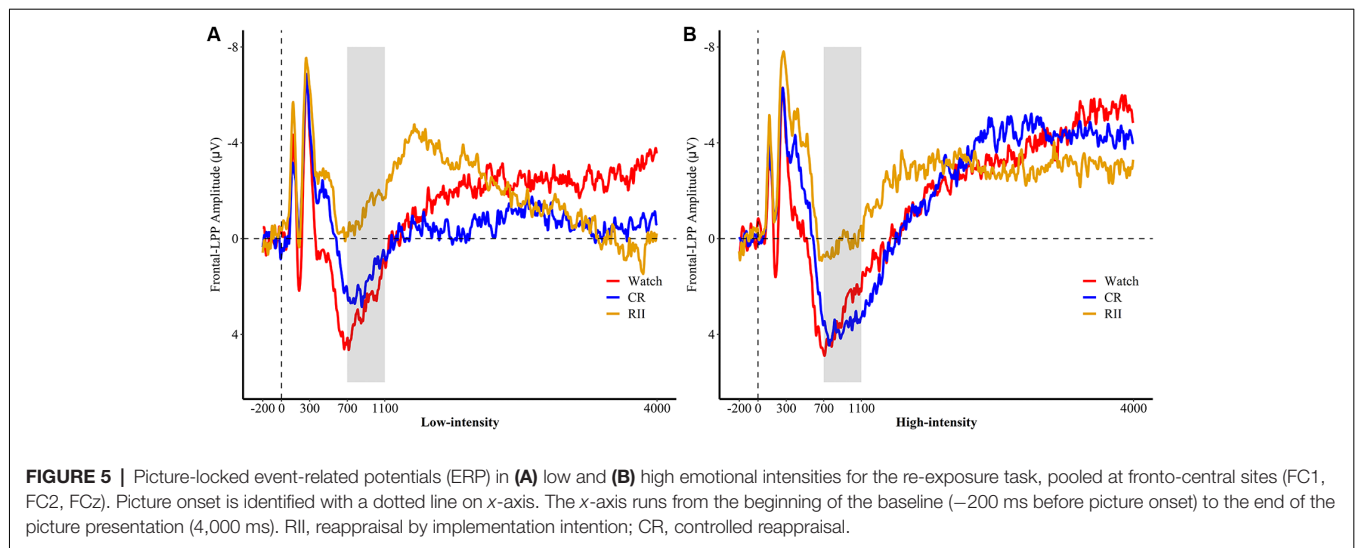 A
B
-8
-4
0
4
Frontal-LPP Amplitude (µV)
Watch
CR
RII
-200 0 300 700 1100 4000
Low-intensity
-8
-4
0
4
Frontal-LPP Amplitude (µV)
Watch
CR
RII
-200 0 300 700 1100 4000
High-intensity
FIGURE 5 | Picture-locked event-related potentials (ERP) in (A) low and (B) high emotional intensities for the re-exposure task, pooled at fronto-central sites (FC1,
FC2, FCz). Picture onset is identified with a dotted line on x-axis. The x-axis runs from the beginning of the baseline (−200 ms before picture onset) to the end of the
picture presentation (4,000 ms). RII, reappraisal by implementation intention; CR, controlled reappraisal.